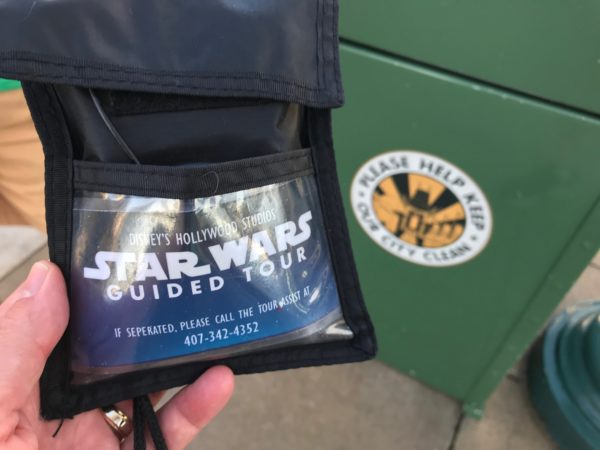 DISNEY'S HOLLYWOOD STUDIOS
STAR WARS
GUIDED TOUR
IF SEPERATED, PLEASE CALL THE TOUR ASSIST AT
407-342-4352
PLEASE HELP KEEP
OUR CITY CLEAN